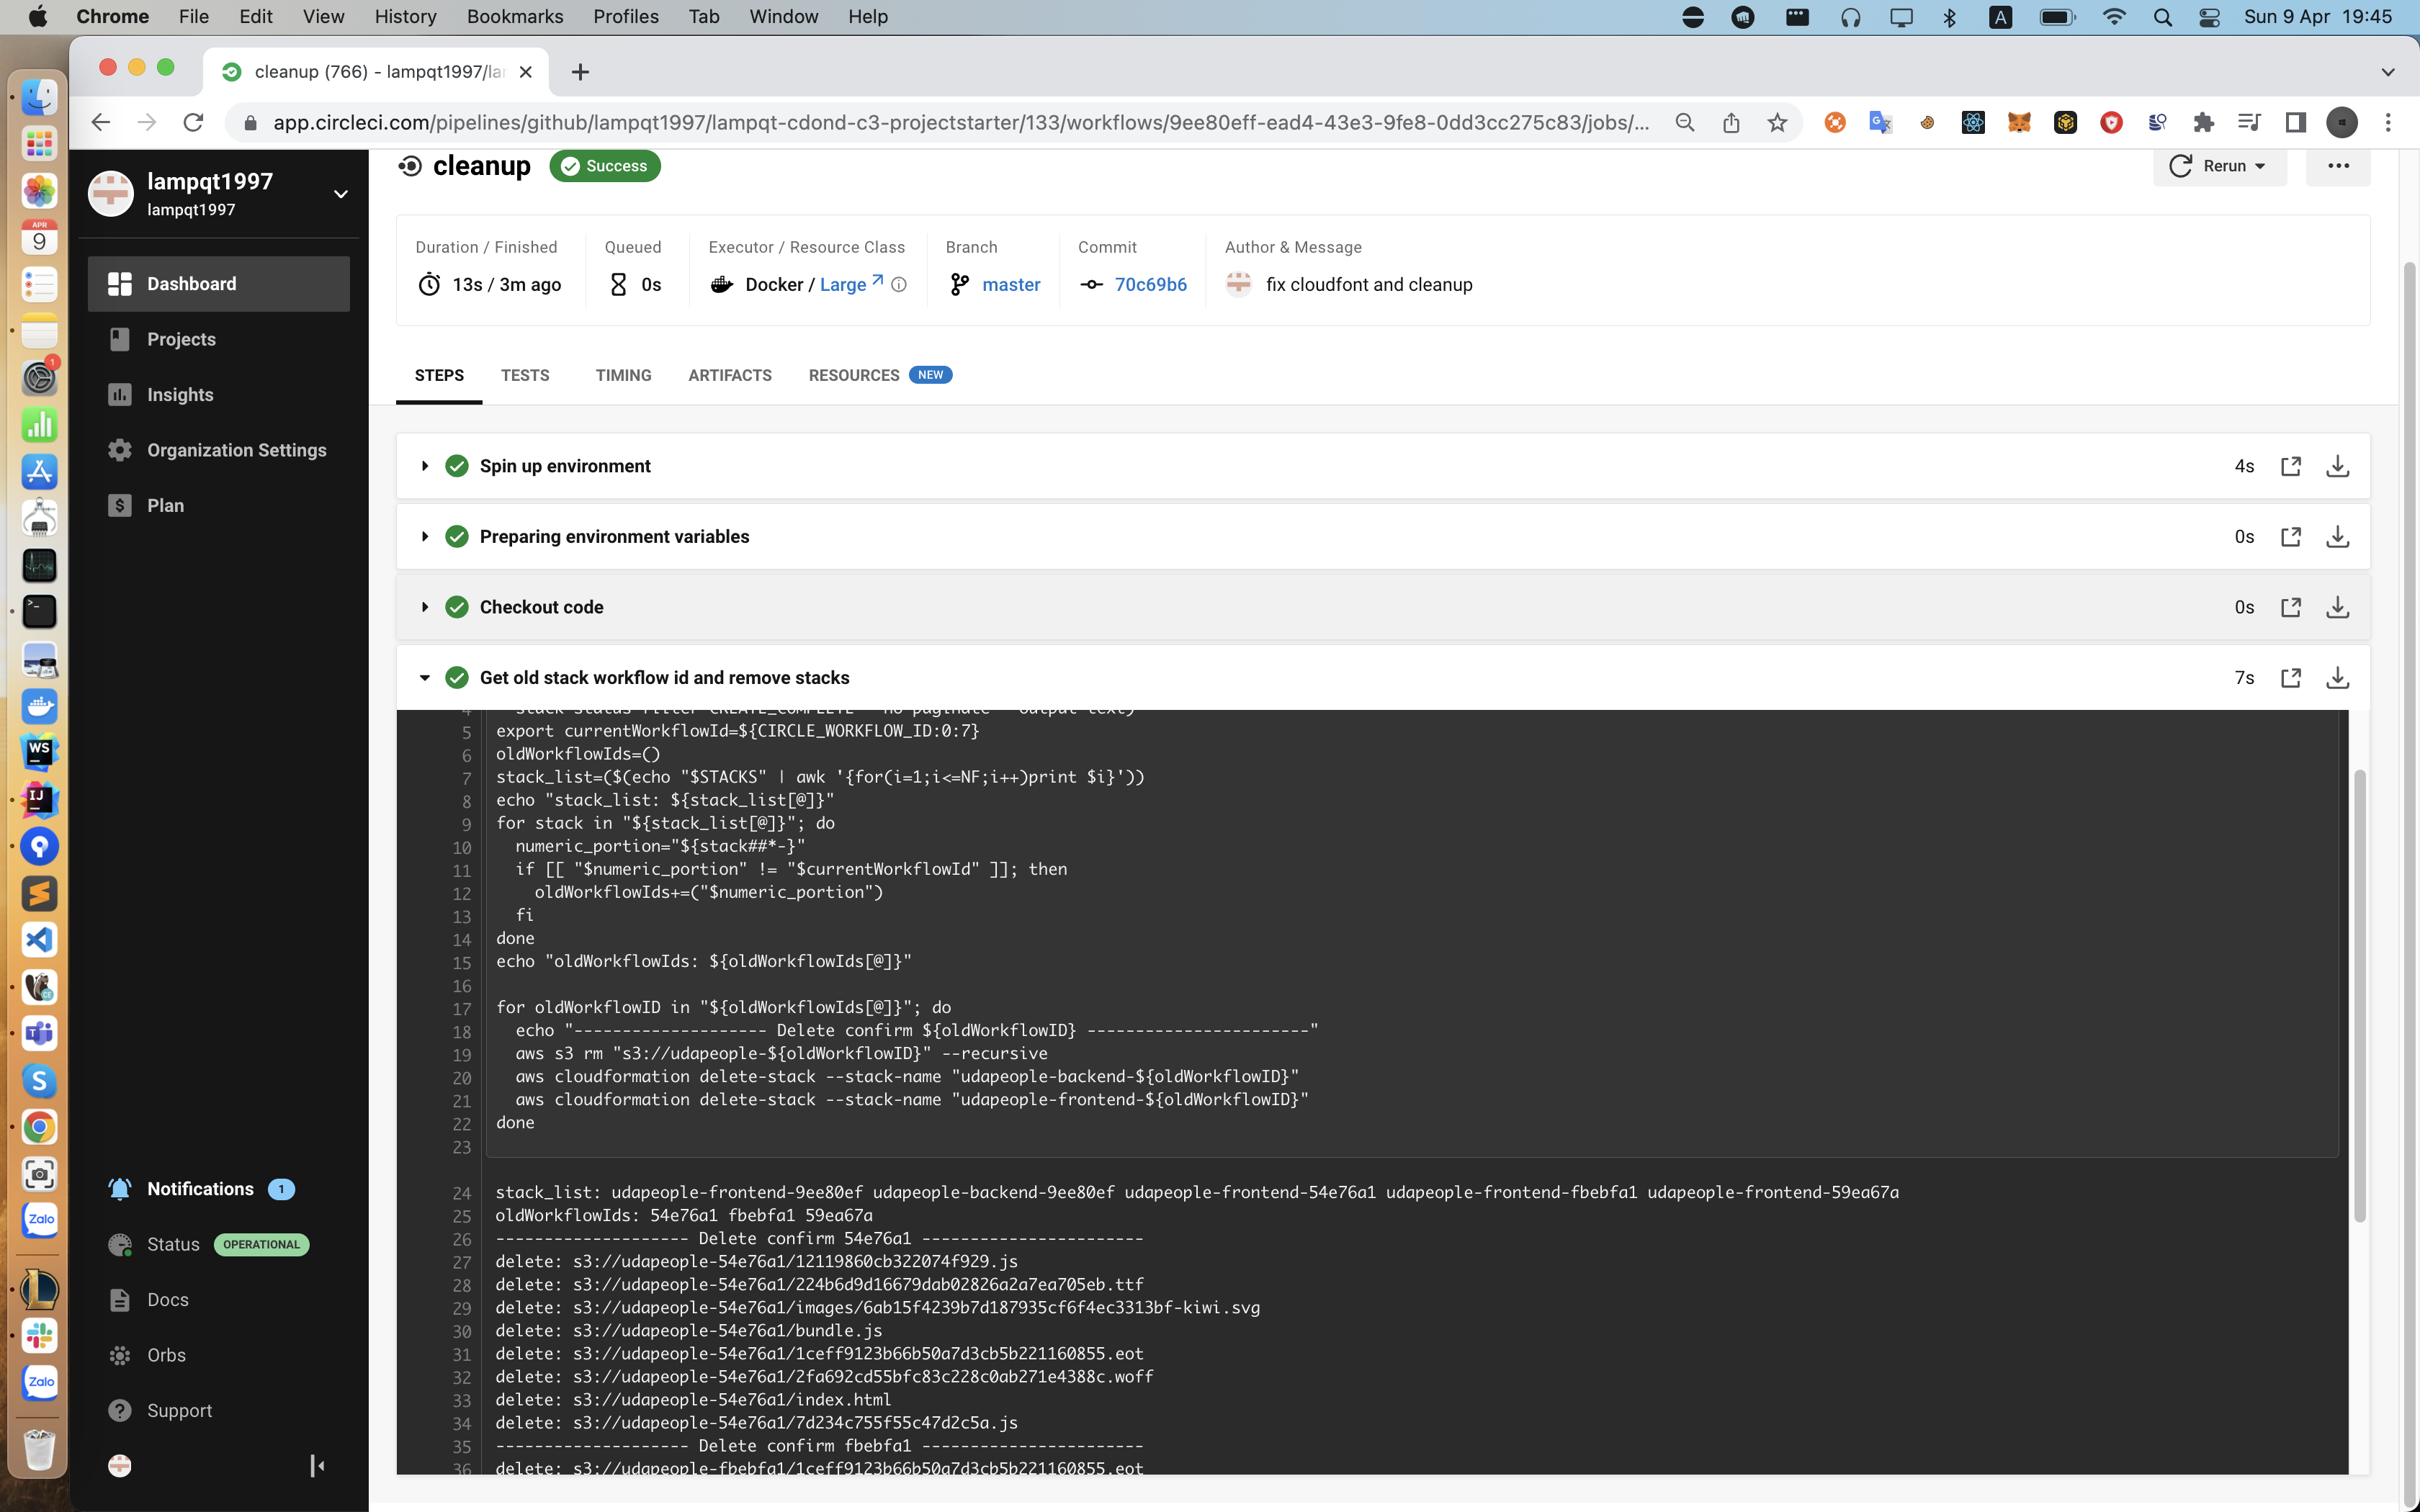 Chrome File Edit View History Bookmarks Profiles Tab Window Help
A
Sun 9 Apr 19:45
cleanup (766) - lampqt1997/la
app.circleci.com/pipelines/github/lampqt1997/lampqt-cdond-c3-projectstarter/133/workflows/9ee80eff-ead4-43e3-9fe8-0dd3cc275c83/jobs/...
lampqt1997
lampqt1997
Dashboard
Projects
Insights
Organization Settings
Plan
Notifications 1
Status OPERATIONAL
Docs
Orbs
Support
cleanup Success
Rerun
Duration / Finished
13s / 3m ago
Queued
0s
Executor / Resource Class
Docker / Large
Branch
master
Commit
70c69b6
Author & Message
fix cloudfont and cleanup
STEPS TESTS TIMING ARTIFACTS RESOURCES NEW
Spin up environment 4s
Preparing environment variables 0s
Checkout code 0s
Get old stack workflow id and remove stacks 7s
4 --stack-status-filter CREATE_COMPLETE --no-paginate --output text)
5 export currentWorkflowId=${CIRCLE_WORKFLOW_ID:0:7}
6 oldWorkflowIds=()
7 stack_list=($(echo "$STACKS" | awk '{for(i=1;i<=NF;i++)print $i}'))
8 echo "stack_list: ${stack_list[@]}"
9 for stack in "${stack_list[@]}"; do
10 numeric_portion="${stack##*-}"
11 if [[ "$numeric_portion" != "$currentWorkflowId" ]]; then
12 oldWorkflowIds+=("$numeric_portion")
13 fi
14 done
15 echo "oldWorkflowIds: ${oldWorkflowIds[@]}"
16
17 for oldWorkflowID in "${oldWorkflowIds[@]}"; do
18 echo "-------------------- Delete confirm ${oldWorkflowID} -----------------------"
19 aws s3 rm "s3://udapeople-${oldWorkflowID}" --recursive
20 aws cloudformation delete-stack --stack-name "udapeople-backend-${oldWorkflowID}"
21 aws cloudformation delete-stack --stack-name "udapeople-frontend-${oldWorkflowID}"
22 done
23
24 stack_list: udapeople-frontend-9ee80ef udapeople-backend-9ee80ef udapeople-frontend-54e76a1 udapeople-frontend-fbebfa1 udapeople-frontend-59ea67a
25 oldWorkflowIds: 54e76a1 fbebfa1 59ea67a
26 -------------------- Delete confirm 54e76a1 -----------------------
27 delete: s3://udapeople-54e76a1/12119860cb322074f929.js
28 delete: s3://udapeople-54e76a1/224b6d9d16679dab02826a2a7ea705eb.ttf
29 delete: s3://udapeople-54e76a1/images/6ab15f4239b7d187935cf6f4ec3313bf-kiwi.svg
30 delete: s3://udapeople-54e76a1/bundle.js
31 delete: s3://udapeople-54e76a1/1ceff9123b66b50a7d3cb5b221160855.eot
32 delete: s3://udapeople-54e76a1/2fa692cd55bfc83c228c0ab271e4388c.woff
33 delete: s3://udapeople-54e76a1/index.html
34 delete: s3://udapeople-54e76a1/7d234c755f55c47d2c5a.js
35 -------------------- Delete confirm fbebfa1 -----------------------
36 delete: s3://udapeople-fbebfa1/1ceff9123b66b50a7d3cb5b221160855.eot
APR
9
1
WS
IJ
Zalo
Zalo